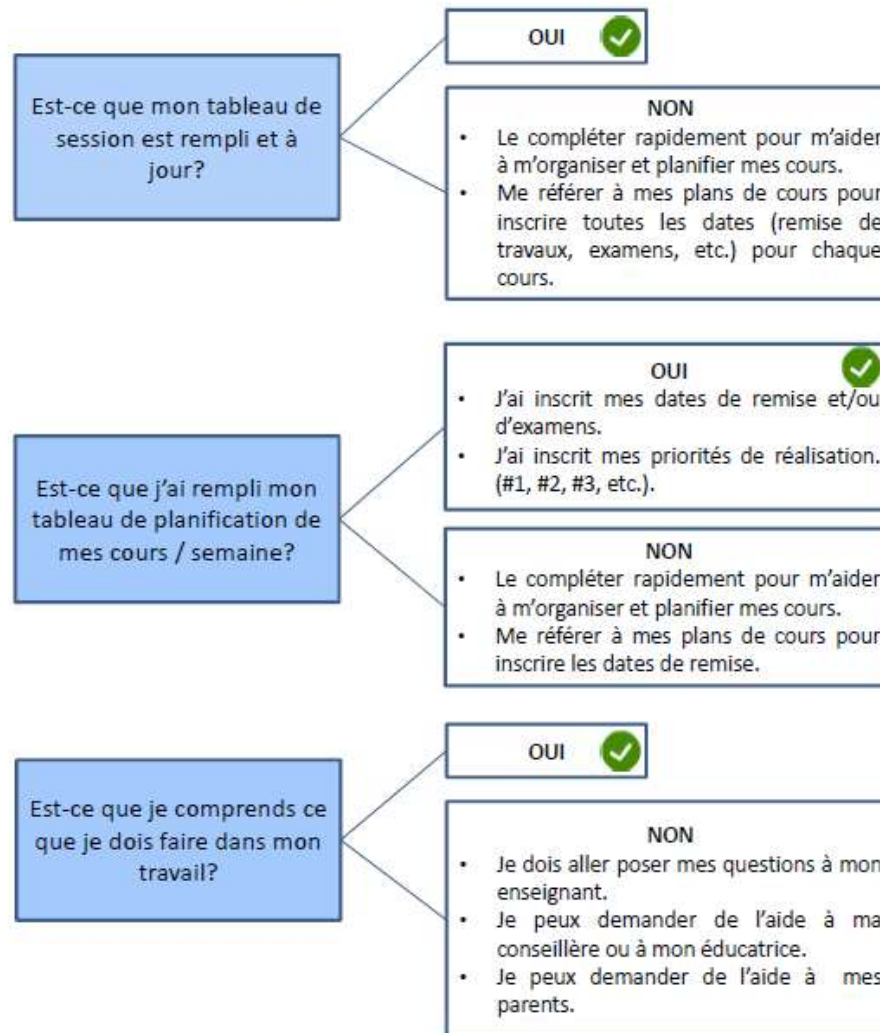 Est-ce que mon tableau de
session est rempli et à
jour?
OUI
NON
• Le compléter rapidement pour m'aider
à m'organiser et planifier mes cours.
• Me référer à mes plans de cours pour
inscrire toutes les dates (remise de
travaux, examens, etc.) pour chaque
cours.
Est-ce que j'ai rempli mon
tableau de planification de
mes cours / semaine?
OUI
• J'ai inscrit mes dates de remise et/ou
d'examens.
• J'ai inscrit mes priorités de réalisation.
(#1, #2, #3, etc.).
NON
• Le compléter rapidement pour m'aider
à m'organiser et planifier mes cours.
• Me référer à mes plans de cours pour
inscrire les dates de remise.
Est-ce que je comprends ce
que je dois faire dans mon
travail?
OUI
NON
• Je dois aller poser mes questions à mon
enseignant.
• Je peux demander de l'aide à ma
conseillère ou à mon éducatrice.
• Je peux demander de l'aide à mes
parents.